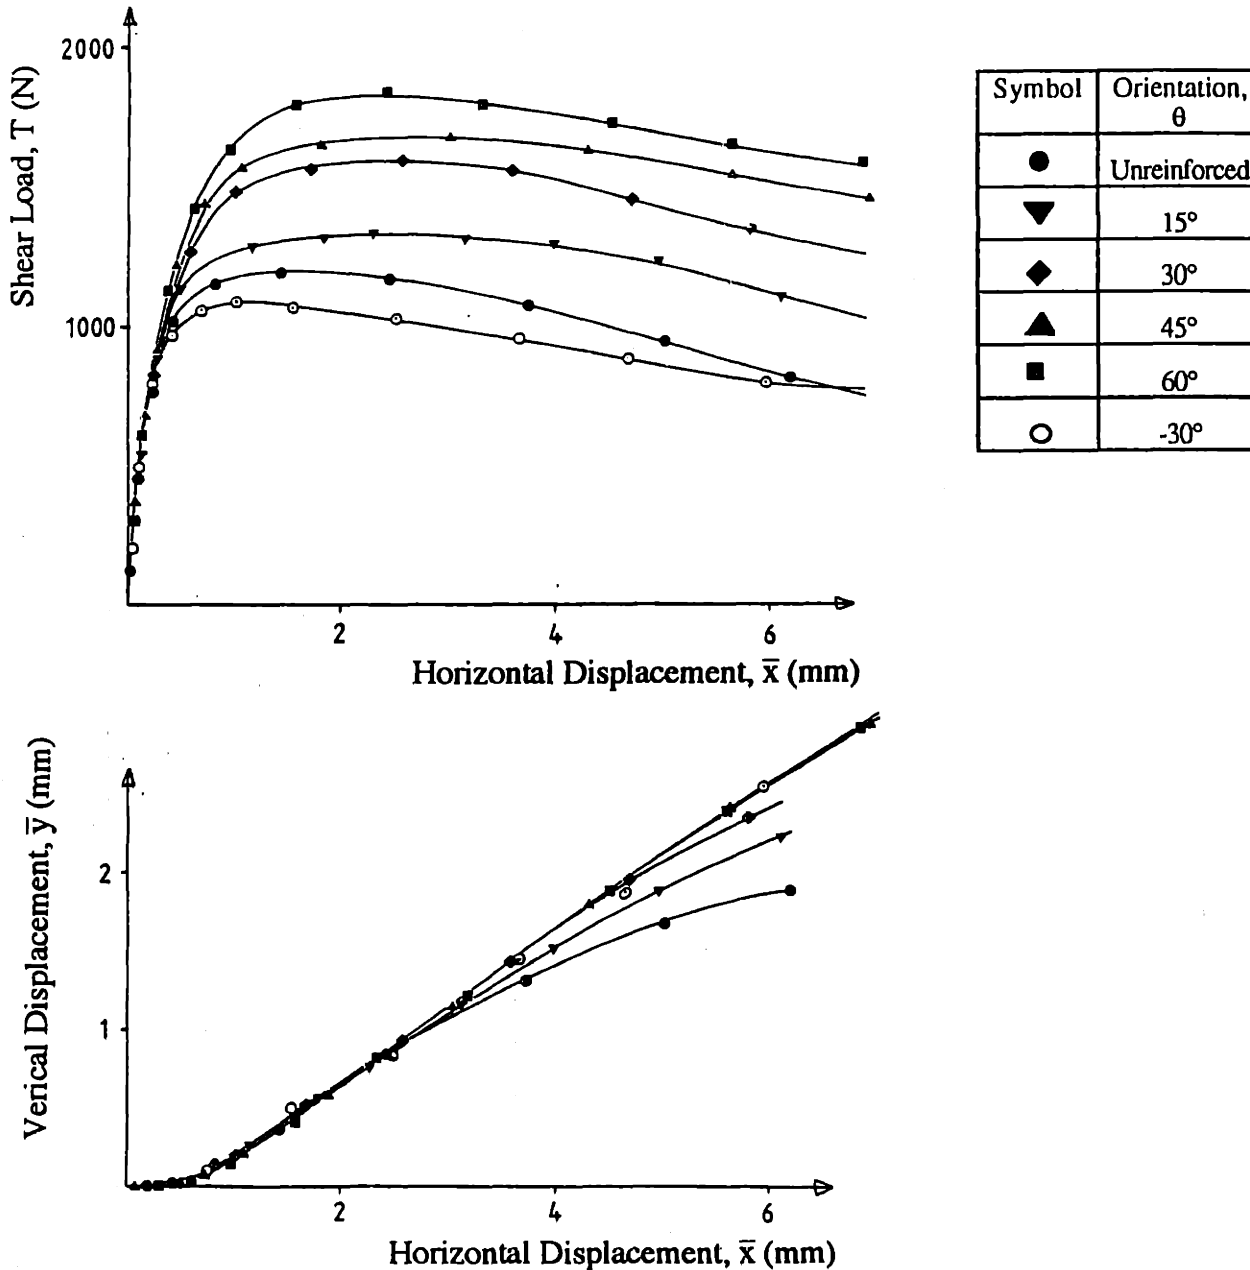 2000
1000
Shear Load, T (N)
2
4
6
Horizontal Displacement, x̄ (mm)
Symbol Orientation, θ
Unreinforced
15°
30°
45°
60°
-30°
Verical Displacement, ȳ (mm)
2
1
2
4
6
Horizontal Displacement, x̄ (mm)